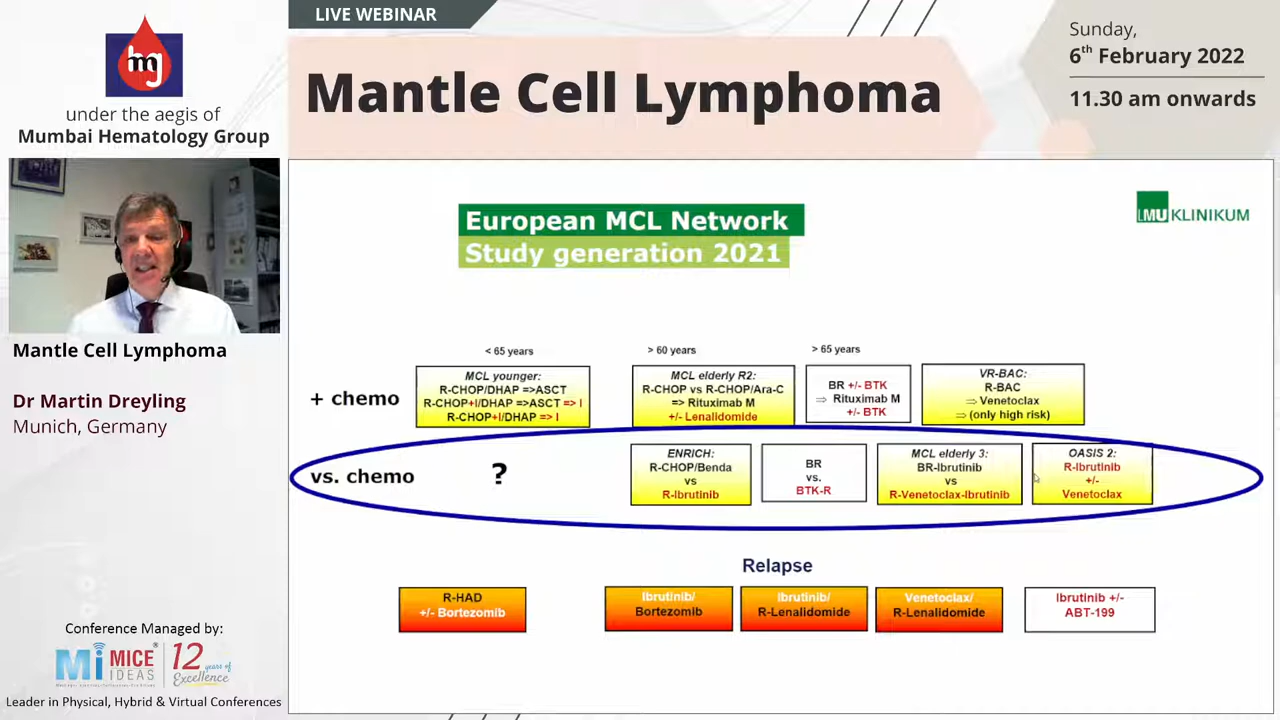 LIVE WEBINAR
Mantle Cell Lymphoma
Sunday,
6th February 2022
11.30 am onwards
hg
under the aegis of
Mumbai Hematology Group
Mantle Cell Lymphoma
Dr Martin Dreyling
Munich, Germany
Conference Managed by:
Mi MICE IDEAS
12 years of Excellence
Leader in Physical, Hybrid & Virtual Conferences
European MCL Network
Study generation 2021
LMU KLINIKUM
< 65 years
> 60 years
> 65 years
+ chemo
MCL younger:
R-CHOP/DHAP =>ASCT
R-CHOP+I/DHAP =>ASCT => I
R-CHOP+I/DHAP => I
MCL elderly R2:
R-CHOP vs R-CHOP/Ara-C
=> Rituximab M
+/- Lenalidomide
BR +/- BTK
⇒ Rituximab M
+/- BTK
VR-BAC:
R-BAC
⇒ Venetoclax
⇒ (only high risk)
vs. chemo
?
ENRICH:
R-CHOP/Benda
vs
R-Ibrutinib
BR
vs.
BTK-R
MCL elderly 3:
BR-Ibrutinib
vs
R-Venetoclax-Ibrutinib
OASIS 2:
R-Ibrutinib
+/-
Venetoclax
Relapse
R-HAD
+/- Bortezomib
Ibrutinib/
Bortezomib
Ibrutinib/
R-Lenalidomide
Venetoclax/
R-Lenalidomide
Ibrutinib +/-
ABT-199